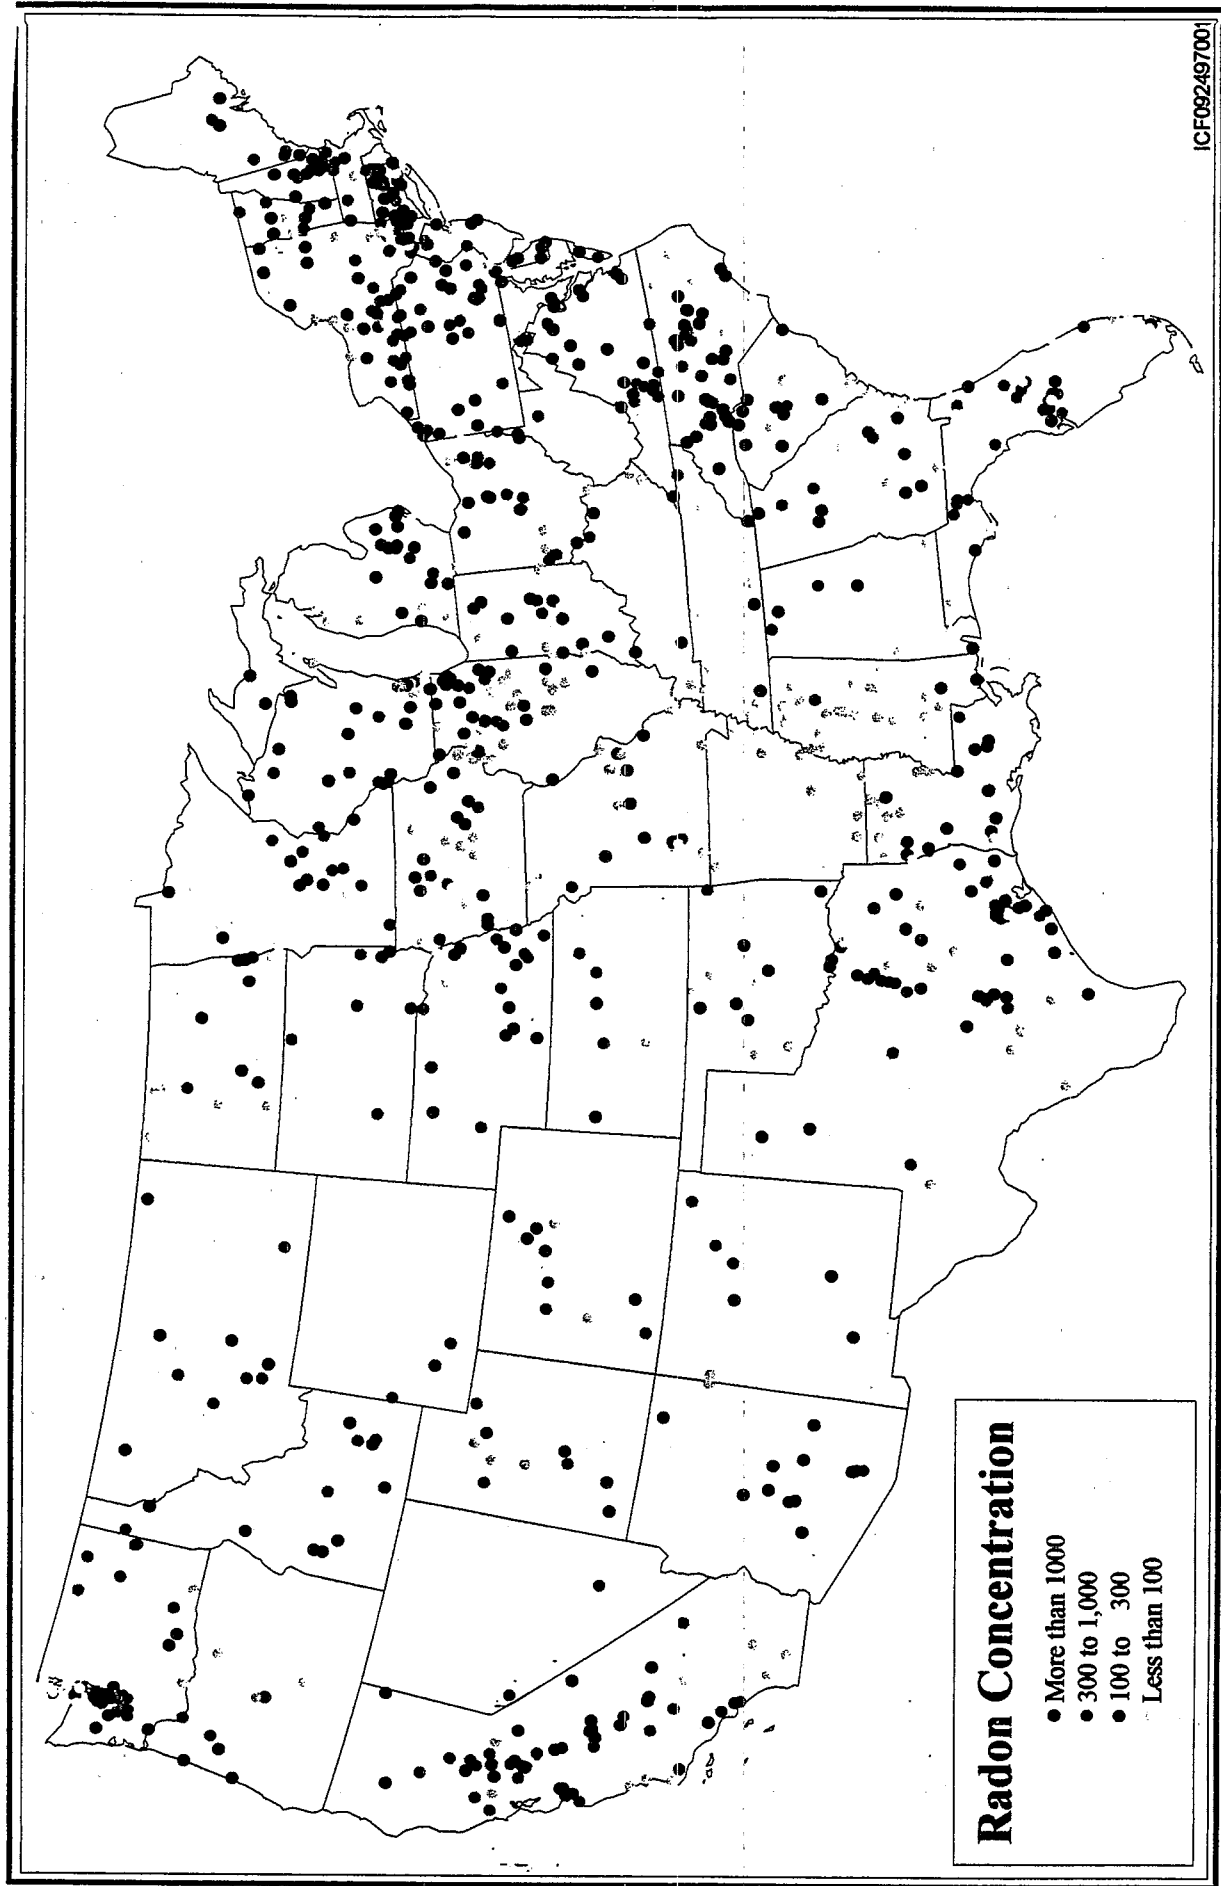 Radon Concentration
More than 1000
300 to 1,000
100 to 300
Less than 100
ICF092497001